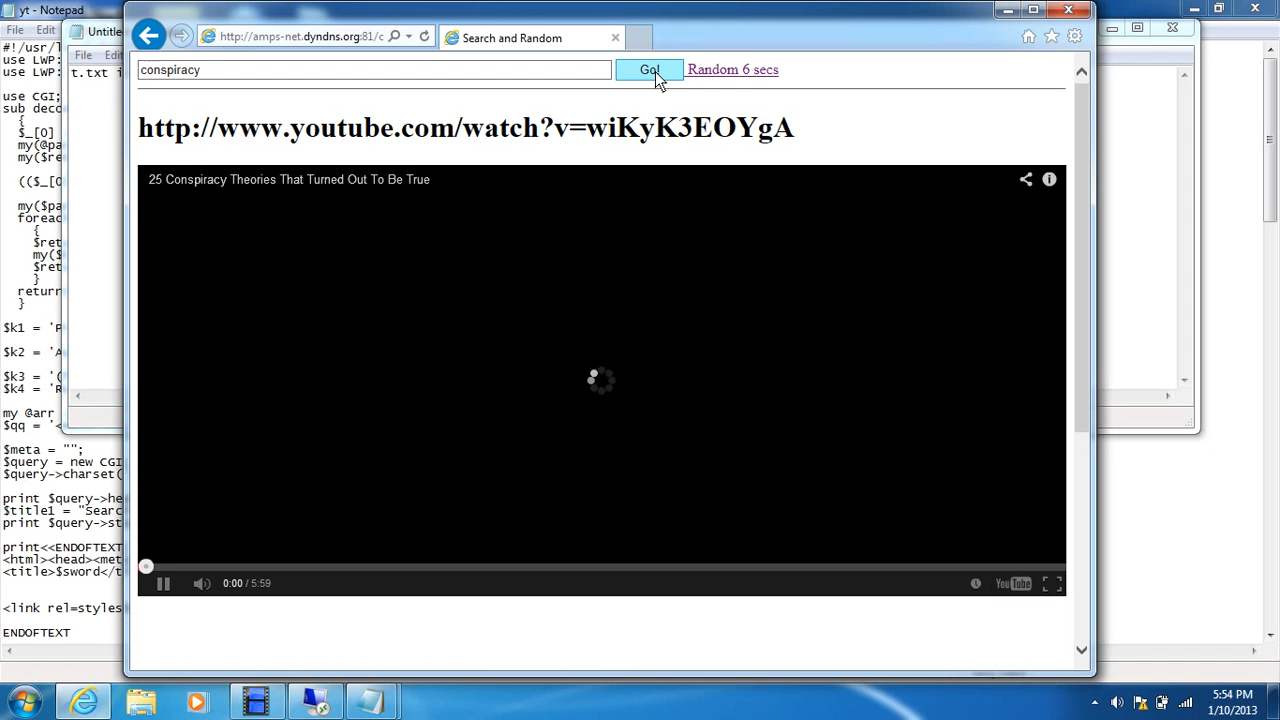 yt - Notepad
File Edit
#!/usr/
use LWP:
use LWP:
use CGI;
sub deco
{
$_[0]
my(@pa
my($re
(($_[0
my($pa
foreac
{
$ret
my($
$ret
}
return
}
$k1 = 'P
$k2 = 'A
$k3 = '(
$k4 = 'R
my @arr
$qq = '<
$meta = "";
$query = new CGI
$query->charset(
print $query->he
$title1 = "Searc
print $query->st
print<<ENDOFTEXT
<html><head><met
<title>$sword</t
<link rel=styles
ENDOFTEXT
Untitle
File Edit
t.txt i
http://amps-net.dyndns.org:81/c
Search and Random
conspiracy
Go!
Random 6 secs
http://www.youtube.com/watch?v=wiKyK3EOYgA
25 Conspiracy Theories That Turned Out To Be True
0:00 / 5:59
YouTube
5:54 PM
1/10/2013